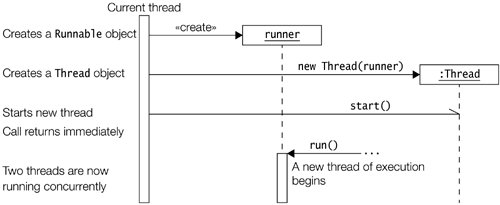 Current thread
Creates a Runnable object
«create»
runner
Creates a Thread object
new Thread(runner)
:Thread
Starts new thread
start()
Call returns immediately
run()
Two threads are now
running concurrently
A new thread of execution
begins